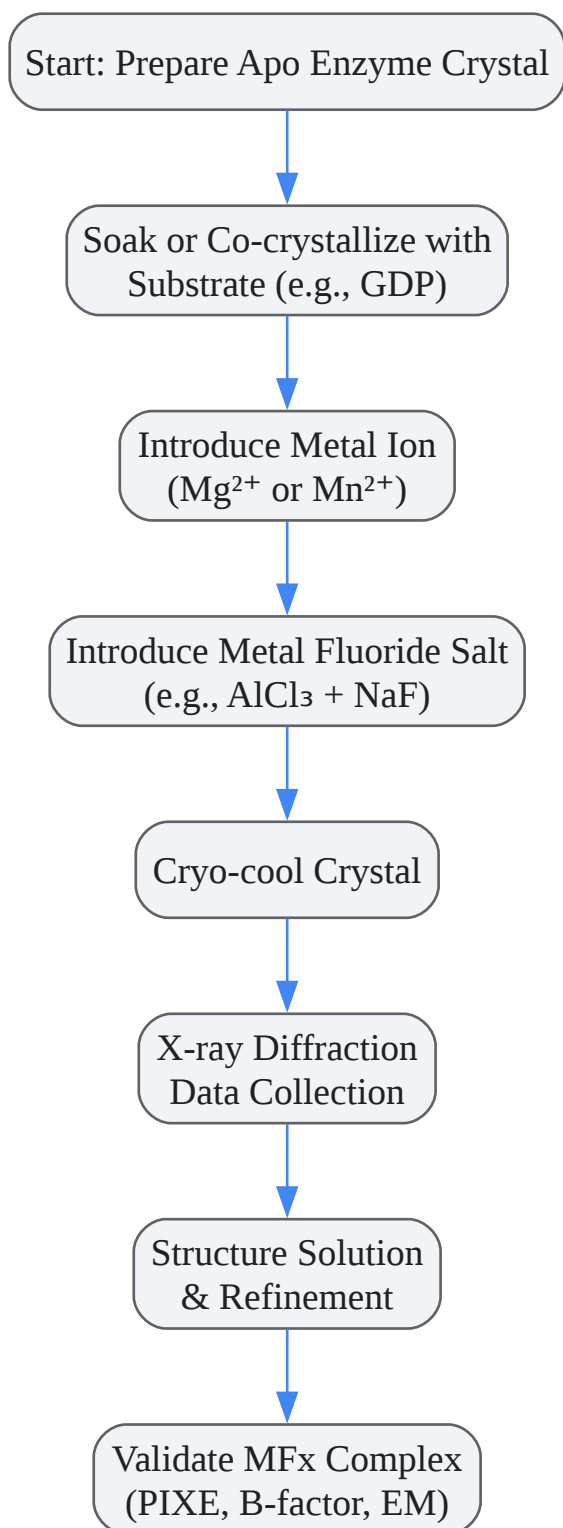 Start: Prepare Apo Enzyme Crystal
Soak or Co-crystallize with
Substrate (e.g., GDP)
Introduce Metal Ion
(Mg²⁺ or Mn²⁺)
Introduce Metal Fluoride Salt
(e.g., AlCl₃ + NaF)
Cryo-cool Crystal
X-ray Diffraction
Data Collection
Structure Solution
& Refinement
Validate MFx Complex
(PIXE, B-factor, EM)